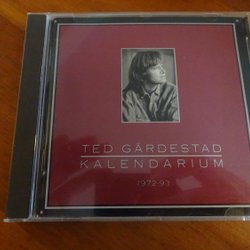 TED GÄRDESTAD
KALENDARIUM
1972-93